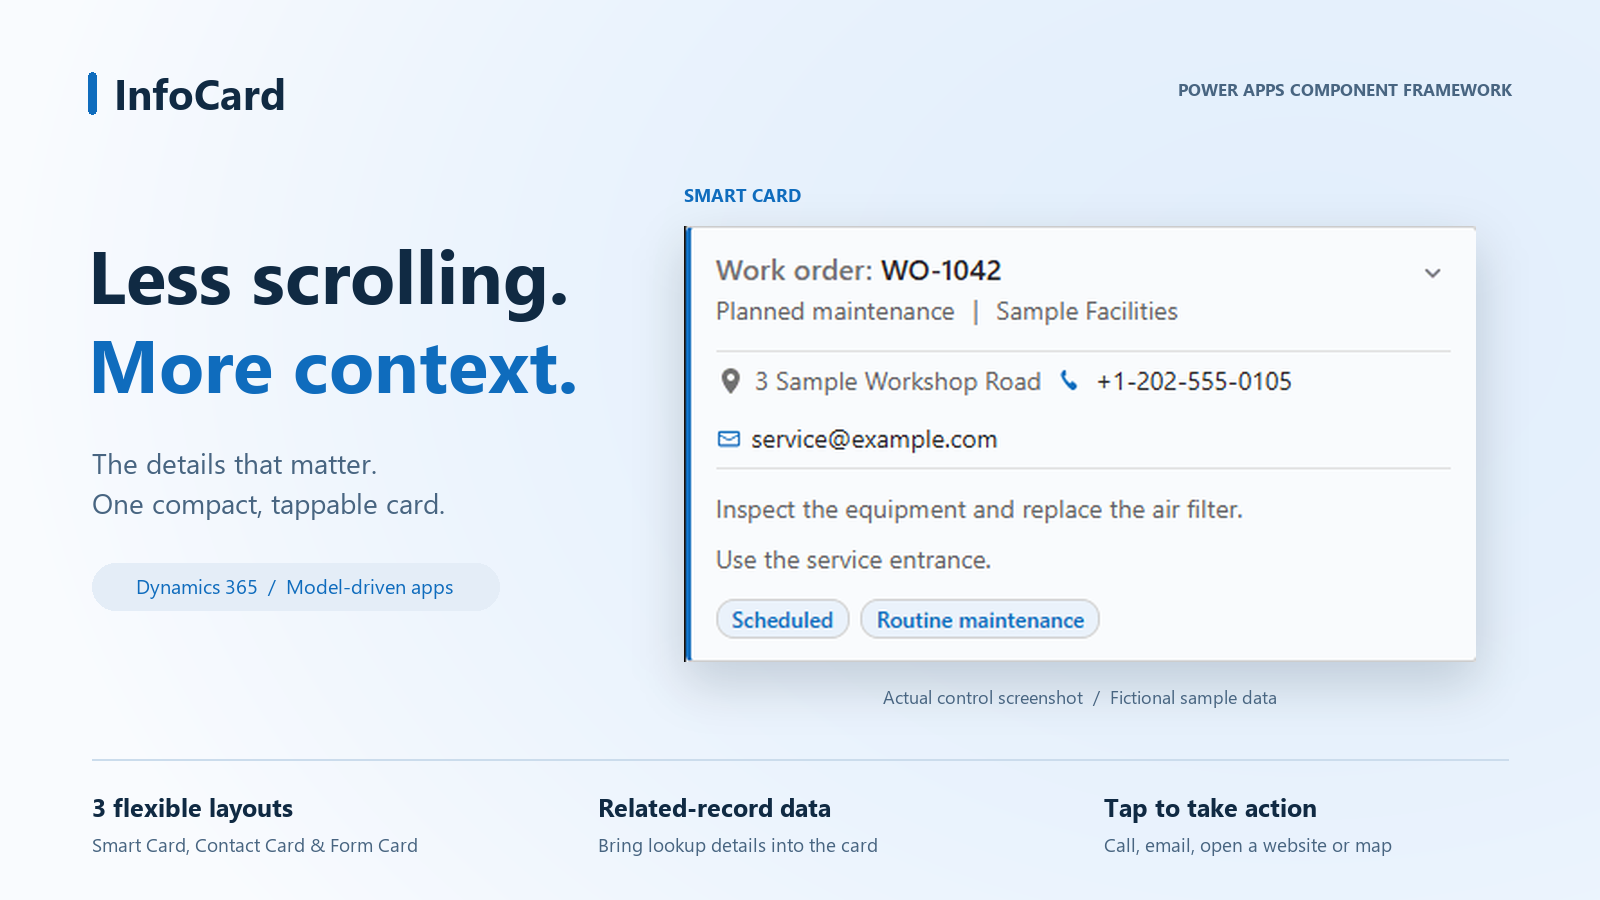 InfoCard
POWER APPS COMPONENT FRAMEWORK
Less scrolling.
More context.
The details that matter.
One compact, tappable card.
Dynamics 365 / Model-driven apps
SMART CARD
Work order: WO-1042
Planned maintenance | Sample Facilities
3 Sample Workshop Road +1-202-555-0105
service@example.com
Inspect the equipment and replace the air filter.
Use the service entrance.
Scheduled Routine maintenance
Actual control screenshot / Fictional sample data
3 flexible layouts
Smart Card, Contact Card & Form Card
Related-record data
Bring lookup details into the card
Tap to take action
Call, email, open a website or map